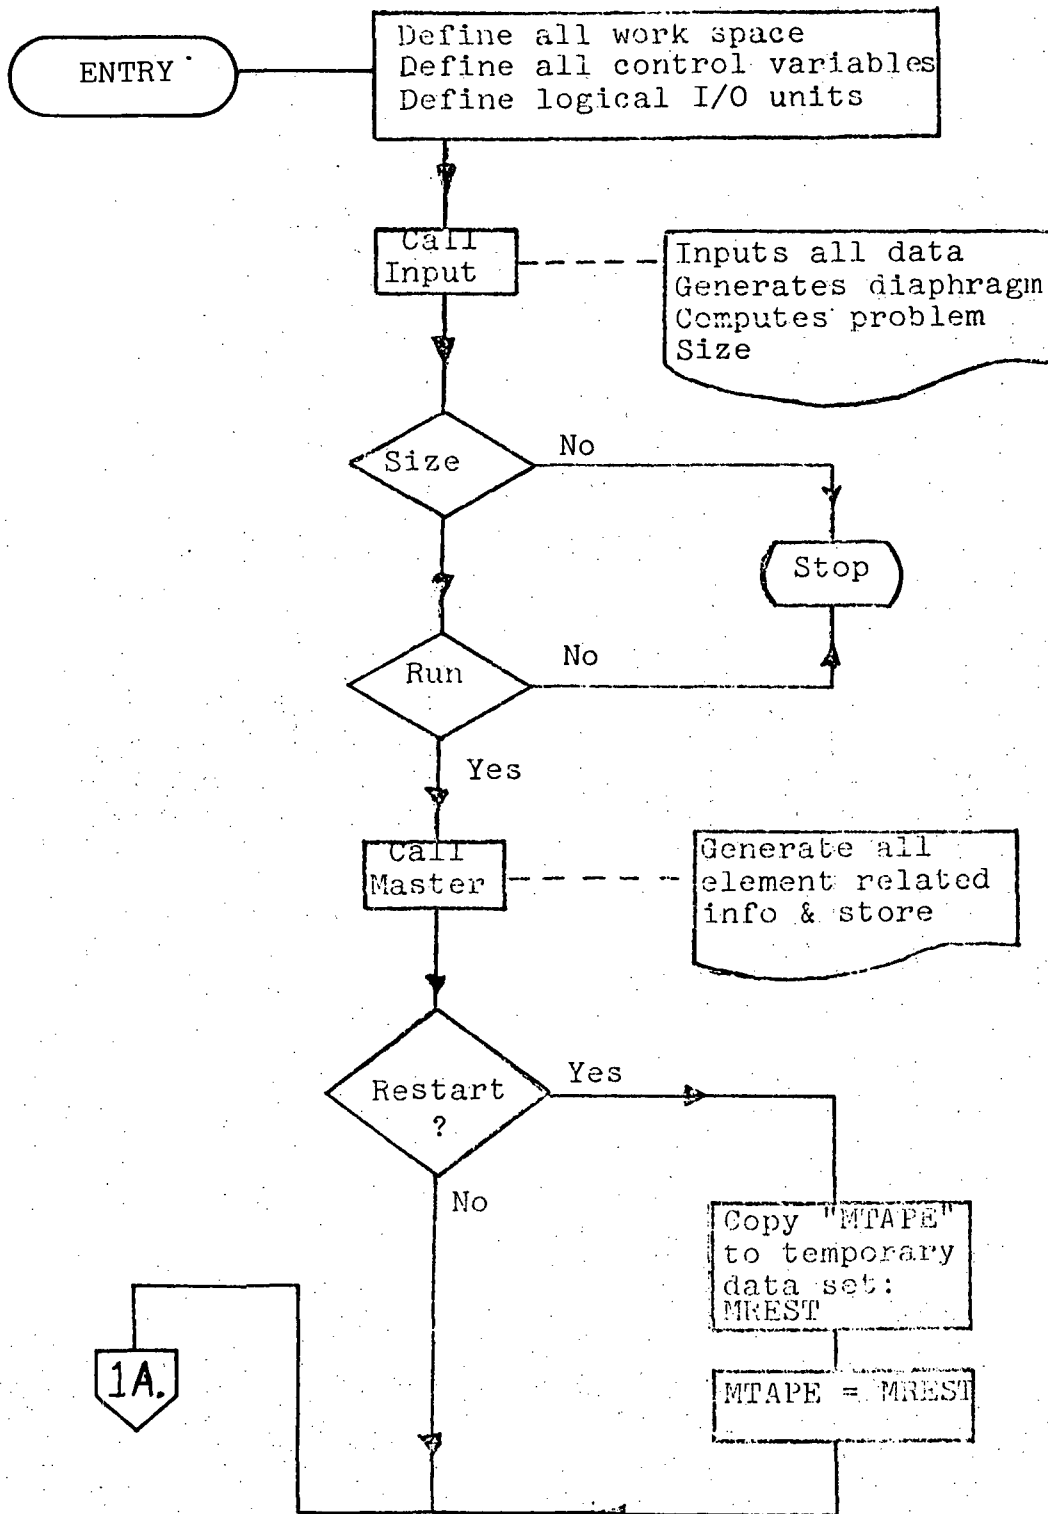 ENTRY
Define all work space
Define all control variables
Define logical I/O units
Call
Input
Inputs all data
Generates diaphragm
Computes problem
Size
Size
No
Stop
Run
No
Yes
Call
Master
Generate all
element related
info & store
Restart
?
Yes
No
Copy "MTAPE"
to temporary
data set:
MREST
1A.
MTAPE = MREST